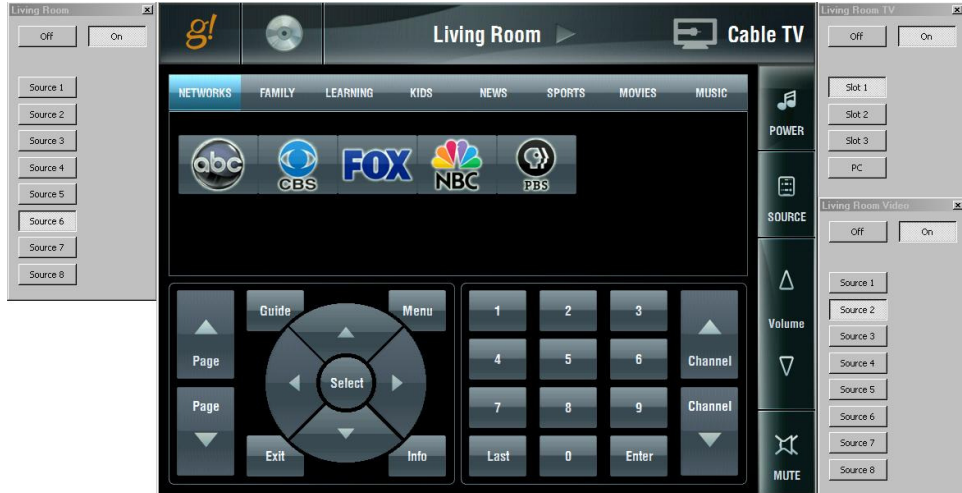 Living Room
Off
On
Source 1
Source 2
Source 3
Source 4
Source 5
Source 6
Source 7
Source 8
g!
Living Room
Cable TV
NETWORKS FAMILY LEARNING KIDS NEWS SPORTS MOVIES MUSIC
abc
CBS
FOX
NBC
PBS
Guide
Menu
Page
Page
Select
Exit
Info
1 2 3
4 5 6
7 8 9
Last 0 Enter
Channel
Channel
POWER
SOURCE
Volume
MUTE
Living Room TV
Off
On
Slot 1
Slot 2
Slot 3
PC
Living Room Video
Off
On
Source 1
Source 2
Source 3
Source 4
Source 5
Source 6
Source 7
Source 8